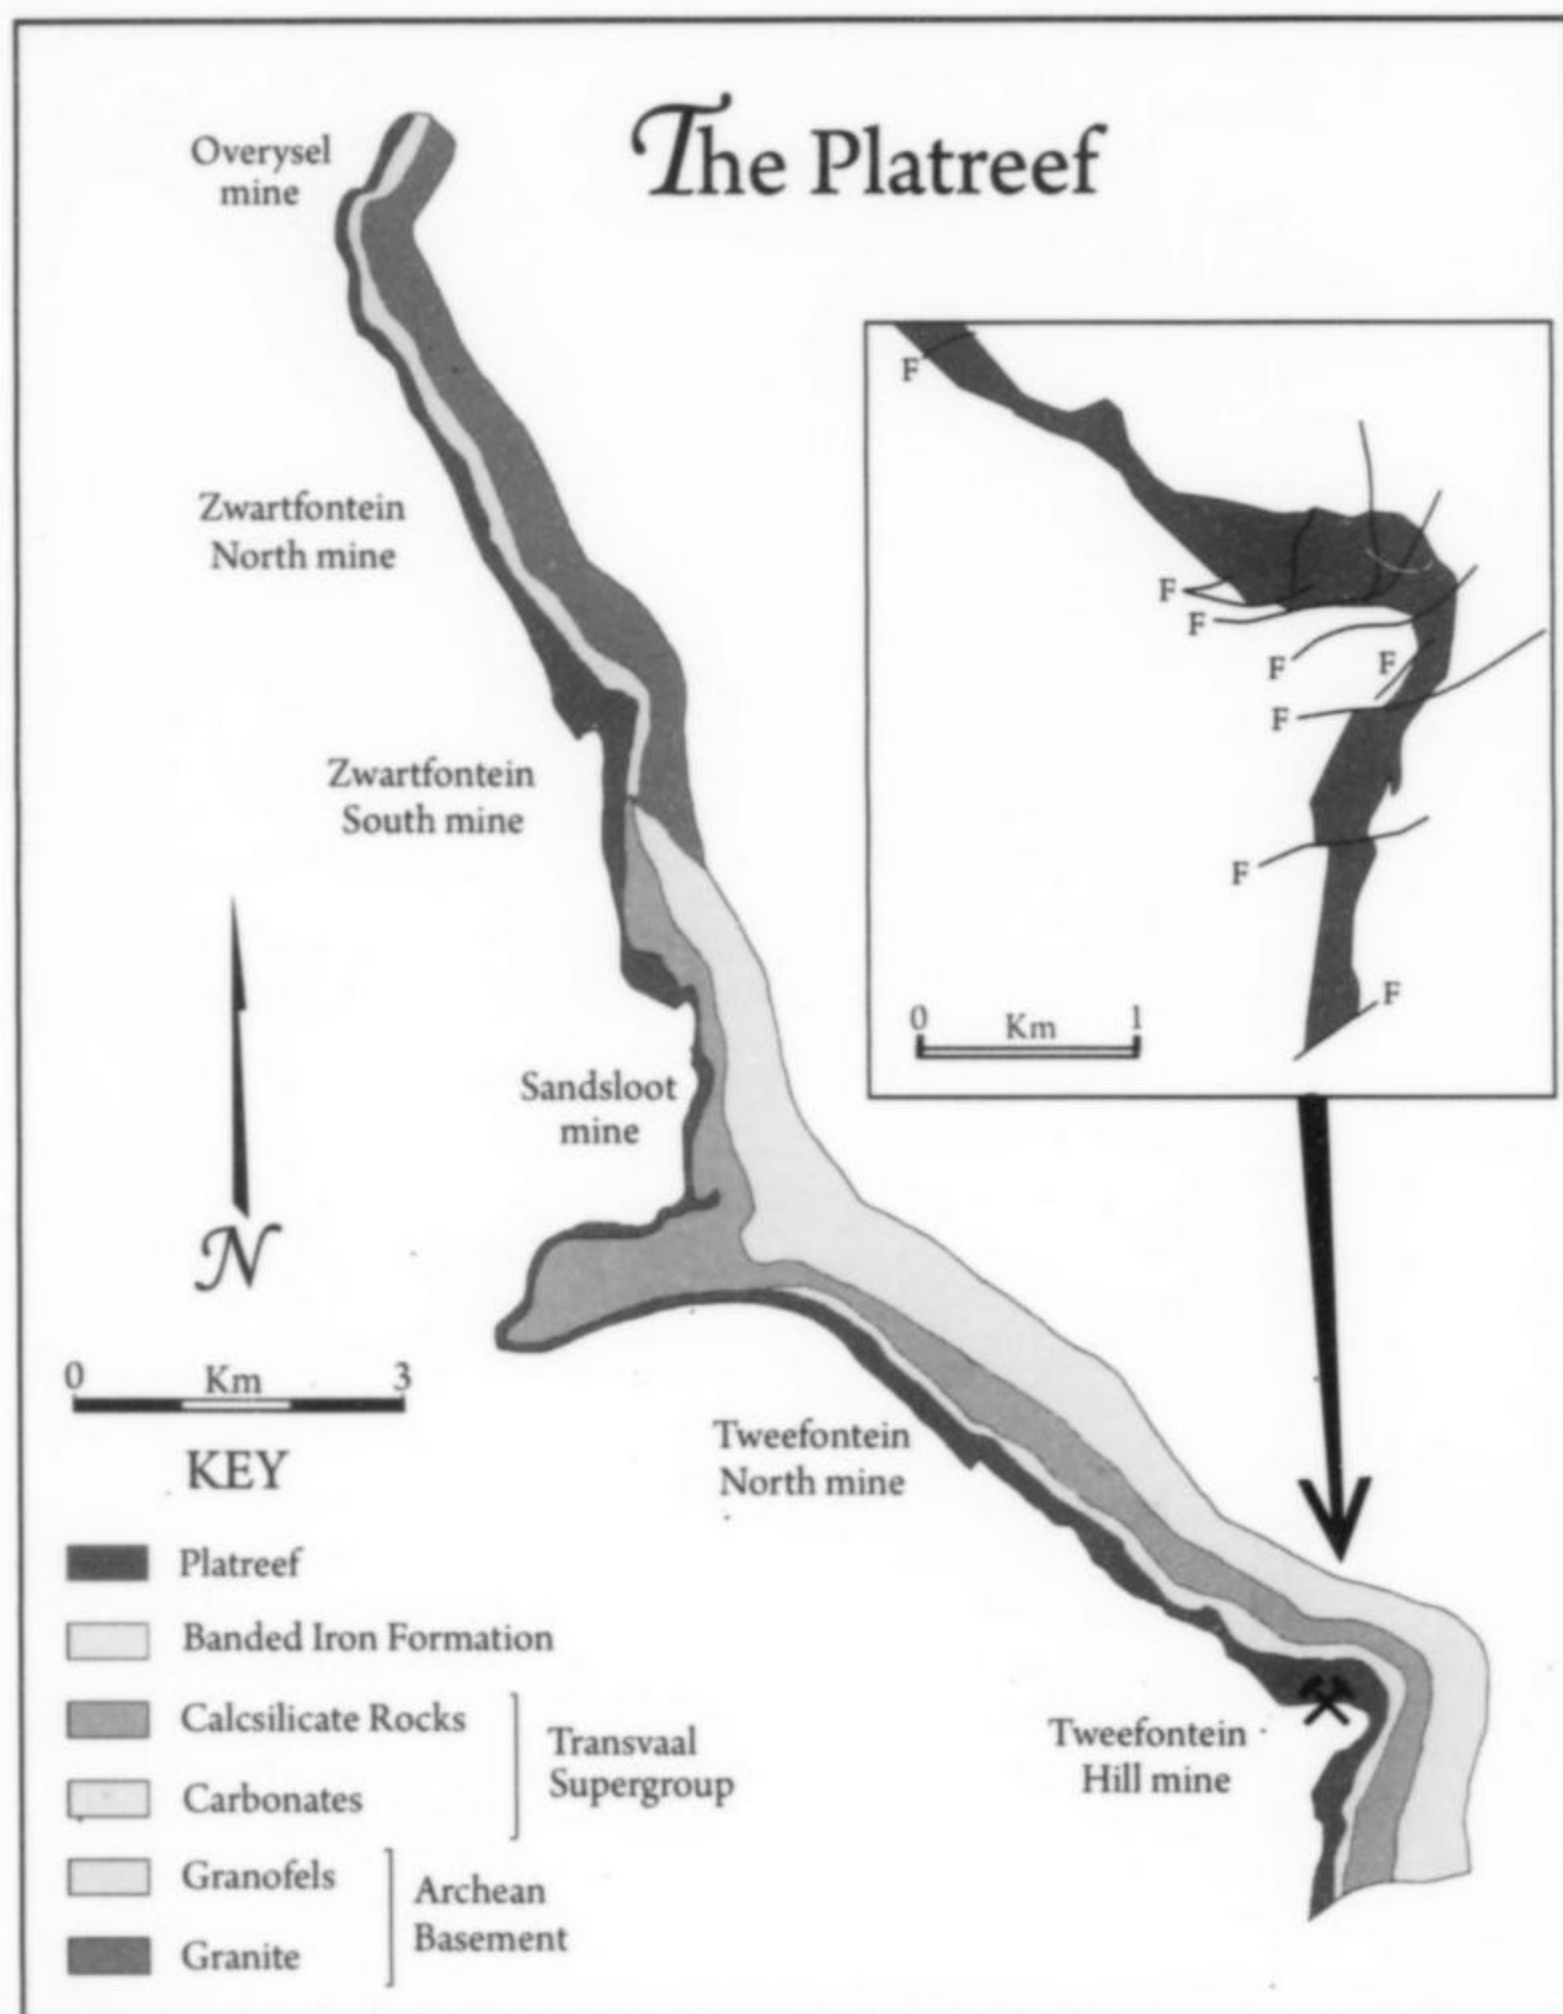 The Platreef
Overysel
mine
Zwartfontein
North mine
Zwartfontein
South mine
Sandsloot
mine
Tweefontein
North mine
Tweefontein
Hill mine
F
F
F
F
F
F
F
F
0 Km 1
N
0 Km 3
KEY
Platreef
Banded Iron Formation
Calcsilicate Rocks
Carbonates
Transvaal
Supergroup
Granofels
Granite
Archean
Basement